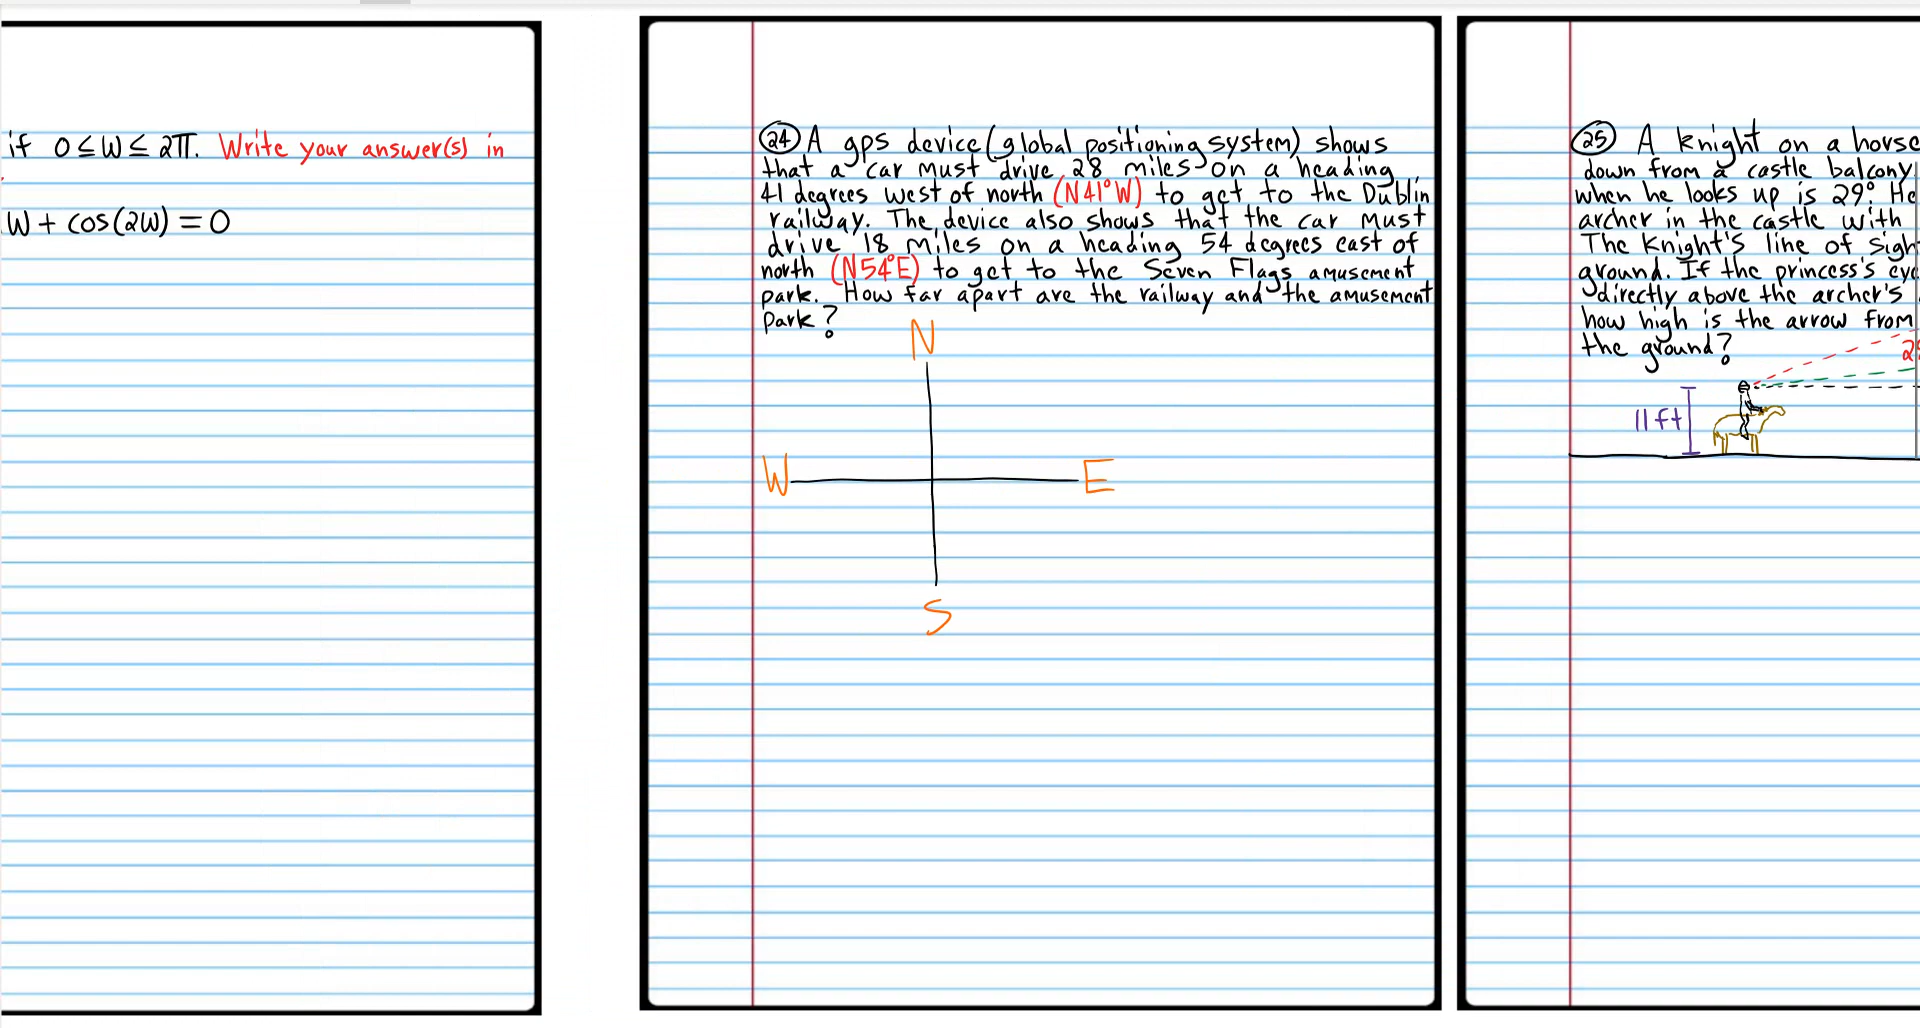 if 0≤W≤2π. Write your answer(s) in
W + cos(2W) = 0
24 A gps device (global positioning system) shows
that a car must drive 28 miles on a heading
41 degrees west of north (N41°W) to get to the Dublin
railway. The device also shows that the car must
drive 18 miles on a heading 54 degrees east of
north (N54°E) to get to the Seven Flags amusement
park. How far apart are the railway and the amusement
park?
N
W E
S
25 A knight on a horse
down from a castle balcony
when he looks up is 29°. He
archer in the castle with
The knight's line of sigh
ground. If the princess's eye
directly above the archer's
how high is the arrow from
the ground?
11ft